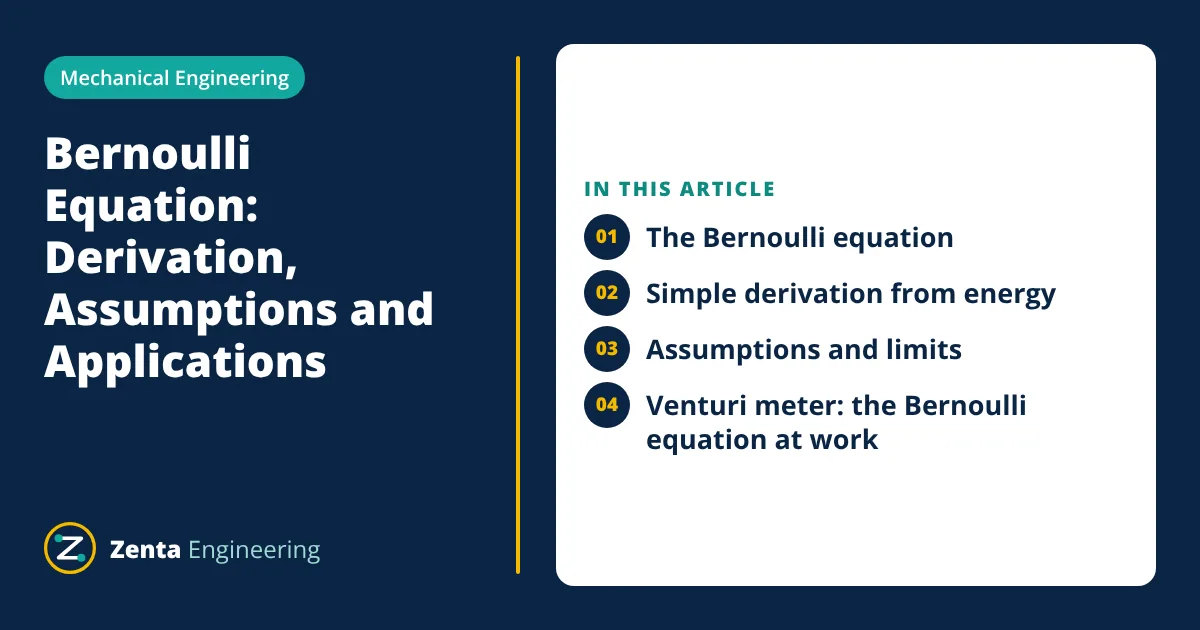 Mechanical Engineering
Bernoulli
Equation:
Derivation,
Assumptions and
Applications
Zenta Engineering
IN THIS ARTICLE
01 The Bernoulli equation
02 Simple derivation from energy
03 Assumptions and limits
04 Venturi meter: the Bernoulli
equation at work